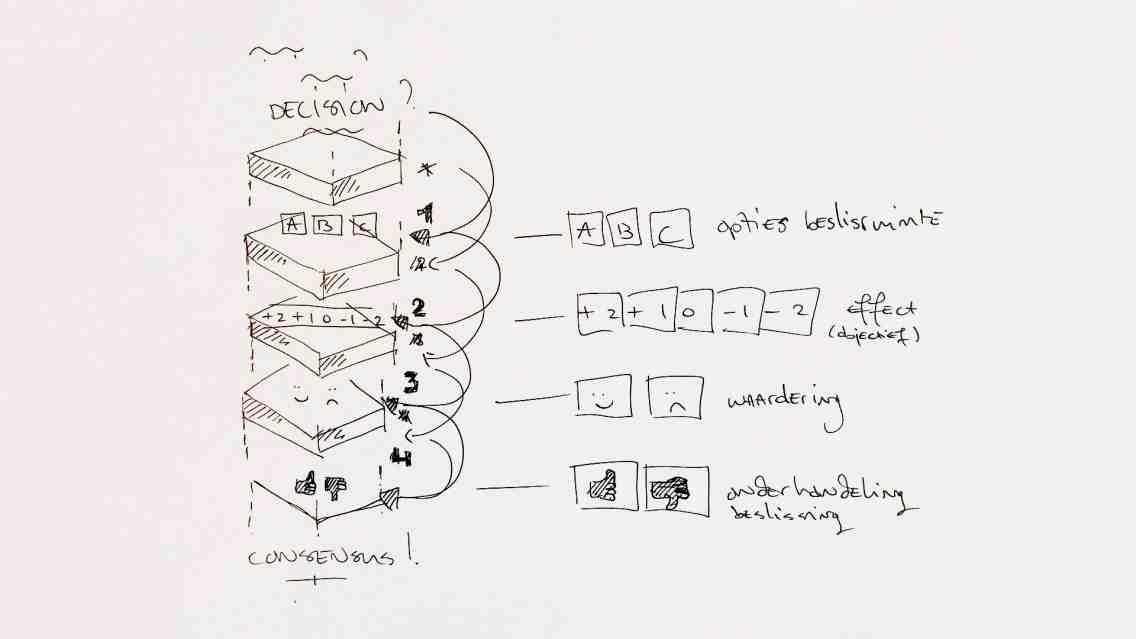 DECISION ?
*
1
A B C
A B C opties beslisruimte
2
+2 +1 0 -1 -2
+2 +1 0 -1 -2 effect
(objectief)
3
waardering
4
onderhandeling
beslissing
CONSENSUS!